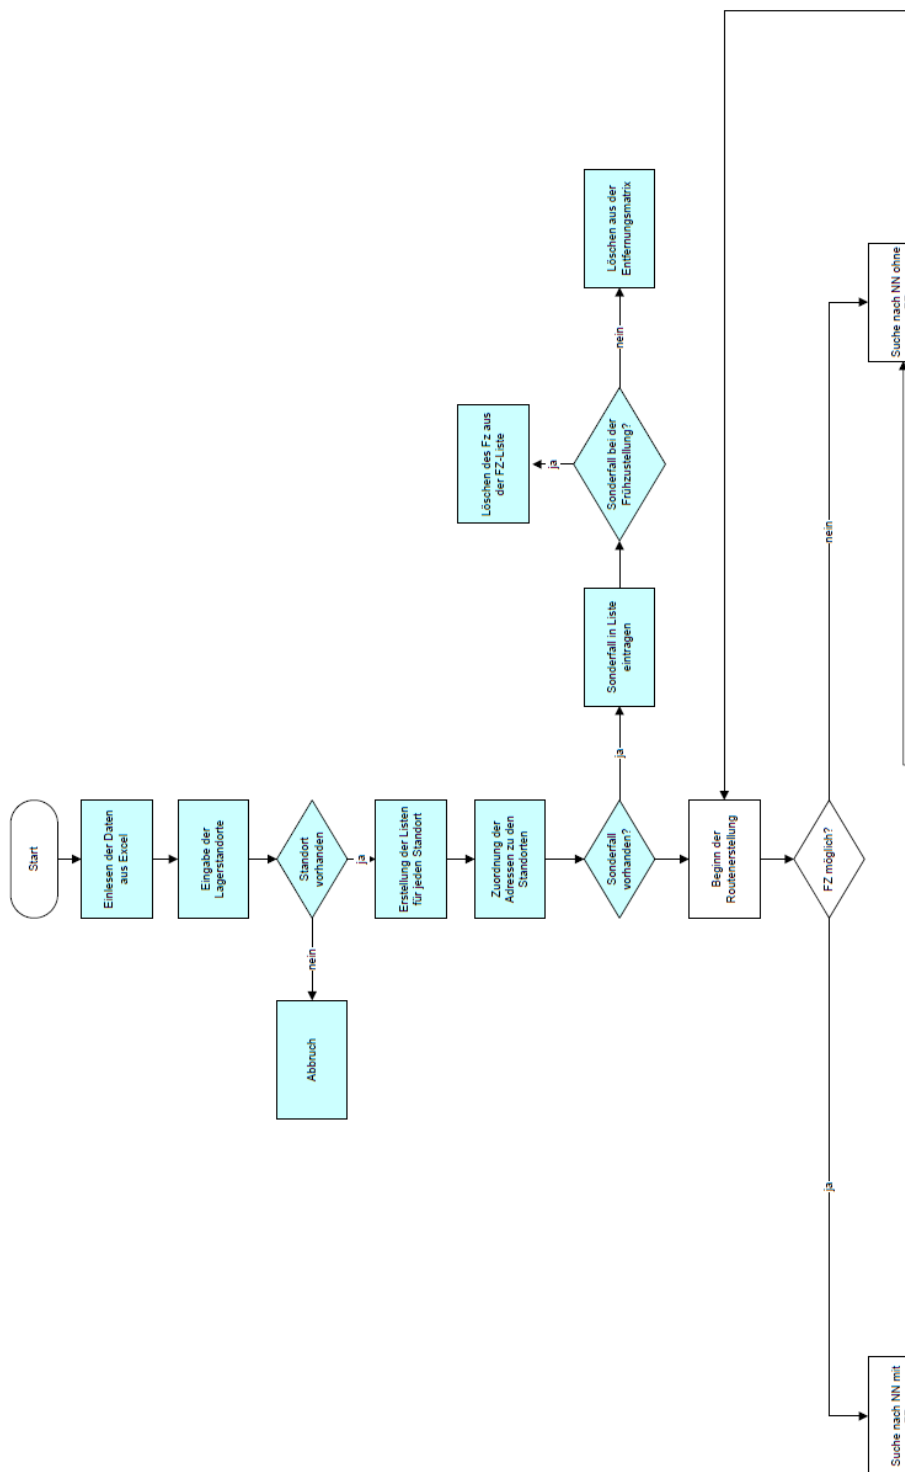 Start
Einlesen der Daten
aus Excel
Eingabe der
Lagerstandorte
Standort
vorhanden
nein
Abbruch
ja
Erstellung der Listen
für jeden Standort
Zuordnung der
Adressen zu den
Standorten
Sonderfall
vorhanden?
ja
Sonderfall in Liste
eintragen
Sonderfall bei der
Frühzustellung?
ja
Löschen des Fz aus
der FZ-Liste
nein
Löschen aus der
Entfernungsmatrix
Beginn der
Routenerstellung
FZ möglich?
ja
nein
Suche nach NN mit
Suche nach NN ohne